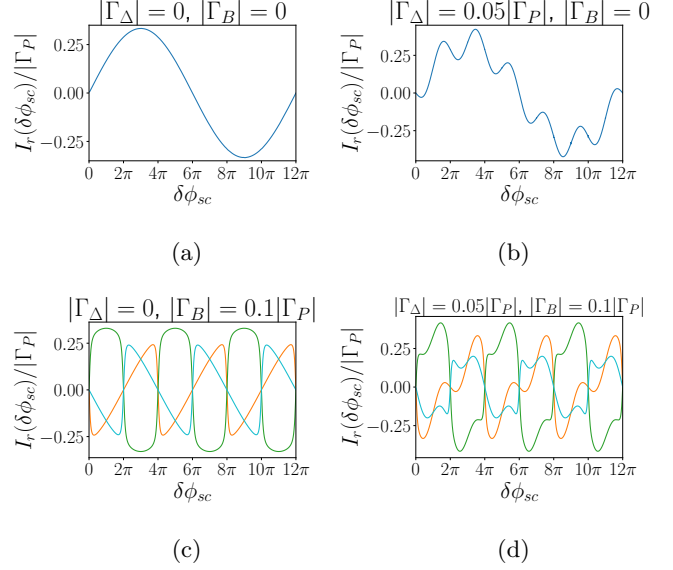 |Γ_Δ| = 0, |Γ_B| = 0
I_r(δϕ_sc)/|Γ_P|
0.25
0.00
−0.25
0 2π 4π 6π 8π 10π 12π
δϕ_sc
(a)
|Γ_Δ| = 0.05|Γ_P|, |Γ_B| = 0
I_r(δϕ_sc)/|Γ_P|
0.25
0.00
−0.25
0 2π 4π 6π 8π 10π 12π
δϕ_sc
(b)
|Γ_Δ| = 0, |Γ_B| = 0.1|Γ_P|
I_r(δϕ_sc)/|Γ_P|
0.25
0.00
−0.25
0 2π 4π 6π 8π 10π 12π
δϕ_sc
(c)
|Γ_Δ| = 0.05|Γ_P|, |Γ_B| = 0.1|Γ_P|
I_r(δϕ_sc)/|Γ_P|
0.25
0.00
−0.25
0 2π 4π 6π 8π 10π 12π
δϕ_sc
(d)